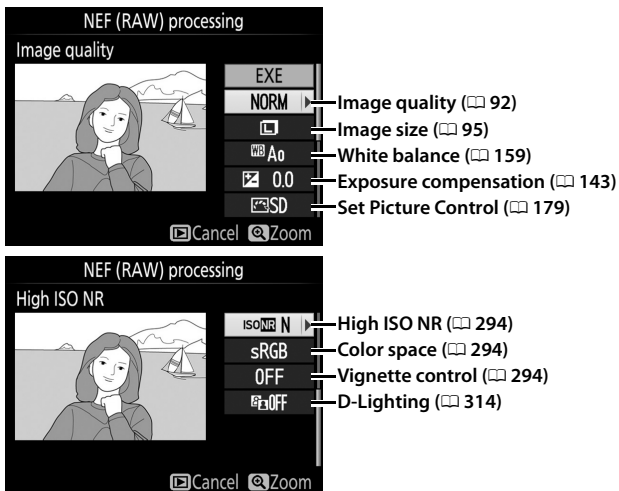 NEF (RAW) processing
Image quality
EXE
NORM
L
WB A0
0.0
SD
Cancel Zoom
Image quality (92)
Image size (95)
White balance (159)
Exposure compensation (143)
Set Picture Control (179)
NEF (RAW) processing
High ISO NR
ISO NR N
sRGB
OFF
OFF
Cancel Zoom
High ISO NR (294)
Color space (294)
Vignette control (294)
D-Lighting (314)